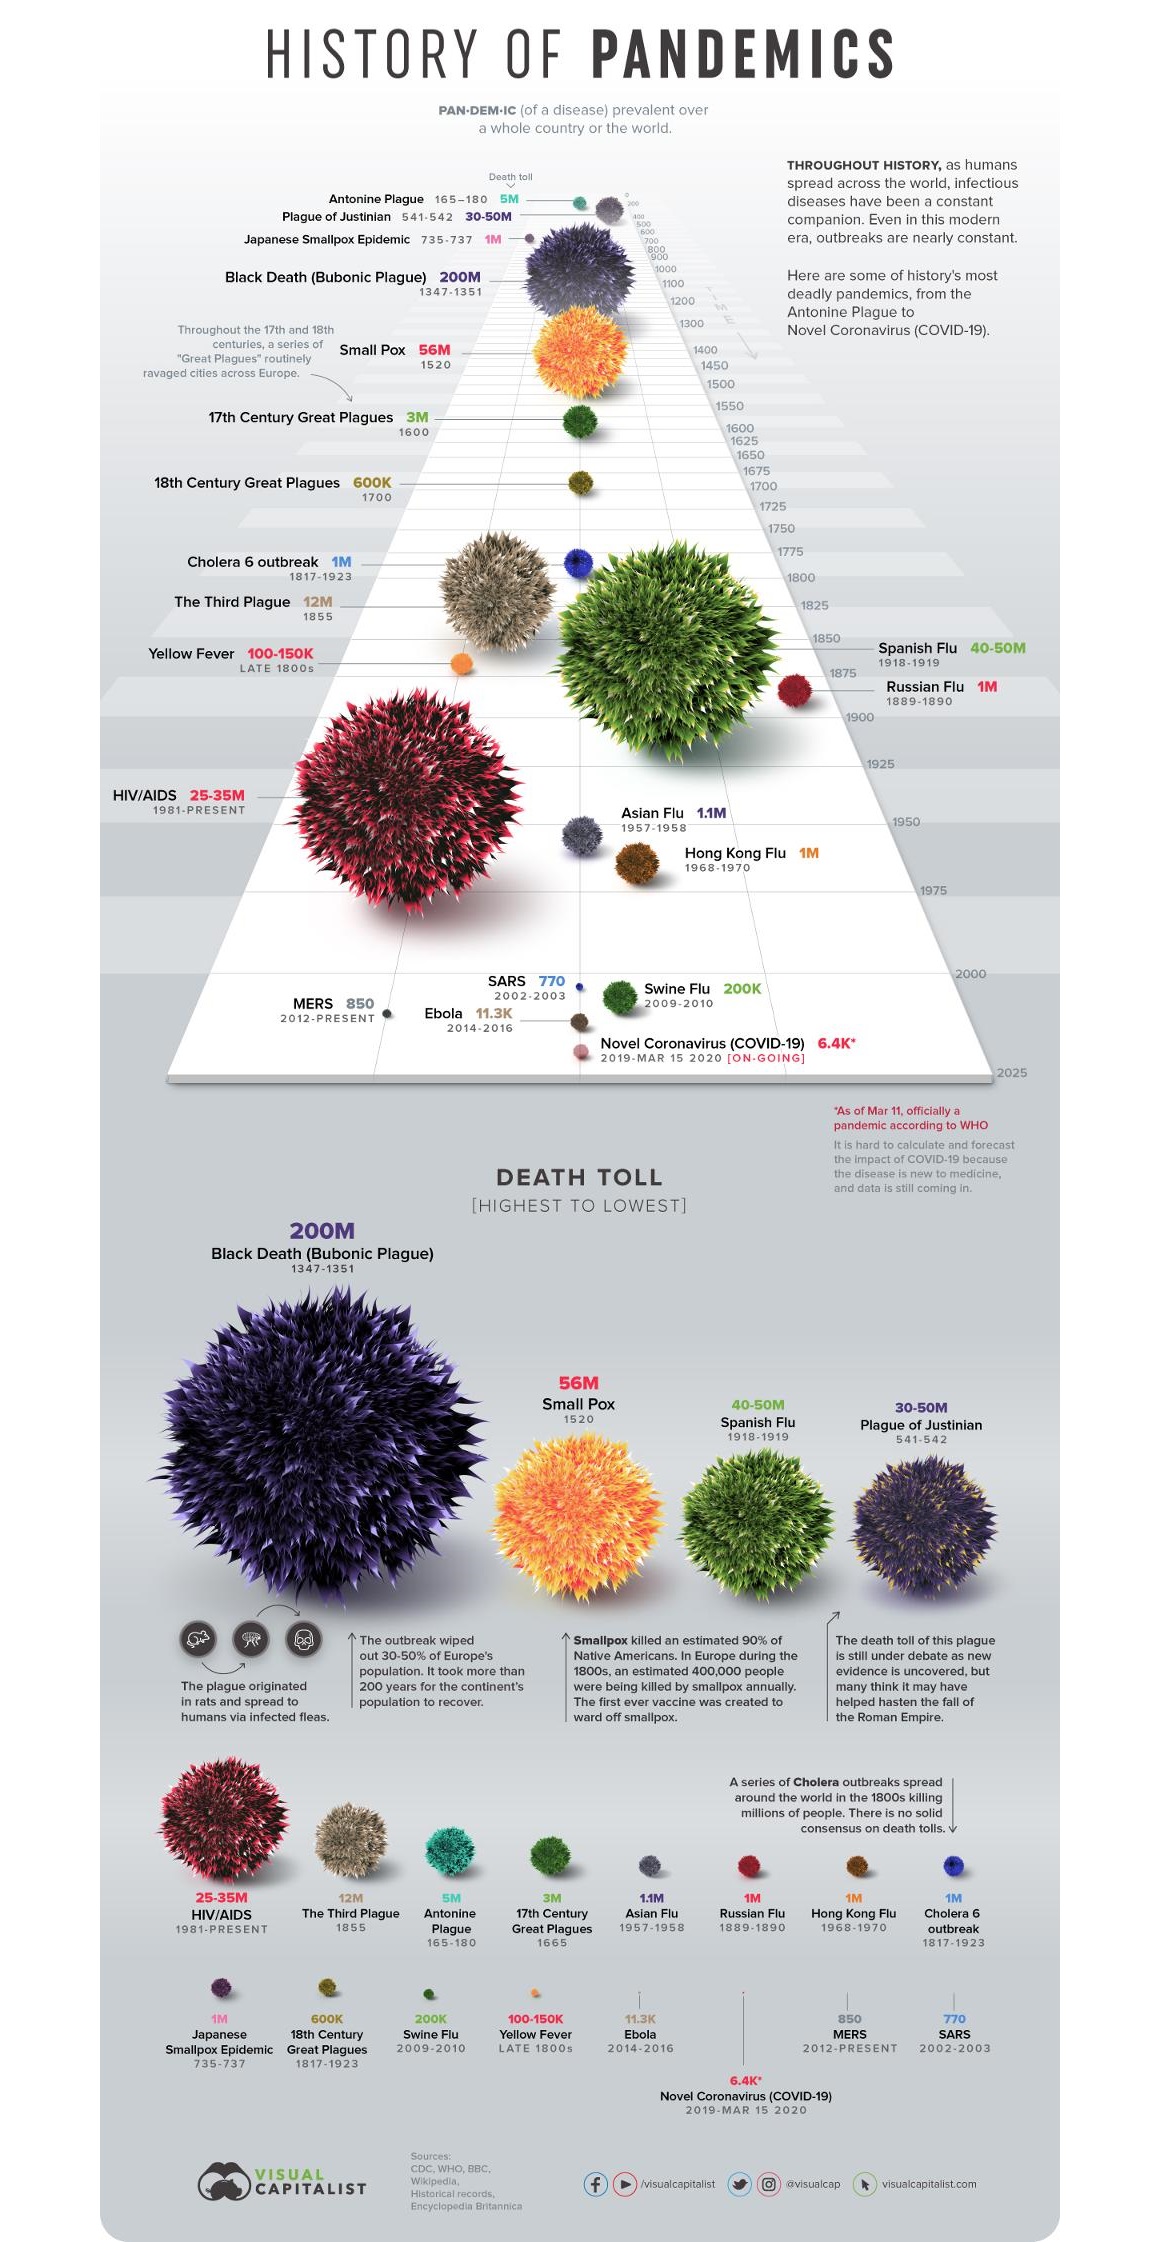 HISTORY OF PANDEMICS
PAN·DEM·IC (of a disease) prevalent over
a whole country or the world.
THROUGHOUT HISTORY, as humans
spread across the world, infectious
diseases have been a constant
companion. Even in this modern
era, outbreaks are nearly constant.
Here are some of history's most
deadly pandemics, from the
Antonine Plague to
Novel Coronavirus (COVID-19).
Death toll
Antonine Plague 165–180 5M
Plague of Justinian 541-542 30-50M
Japanese Smallpox Epidemic 735-737 1M
Black Death (Bubonic Plague) 200M
1347-1351
Throughout the 17th and 18th
centuries, a series of
"Great Plagues" routinely
ravaged cities across Europe.
Small Pox 56M
1520
17th Century Great Plagues 3M
1600
18th Century Great Plagues 600K
1700
Cholera 6 outbreak 1M
1817-1923
The Third Plague 12M
1855
Yellow Fever 100-150K
LATE 1800s
Spanish Flu 40-50M
1918-1919
Russian Flu 1M
1889-1890
HIV/AIDS 25-35M
1981-PRESENT
Asian Flu 1.1M
1957-1958
Hong Kong Flu 1M
1968-1970
SARS 770
2002-2003
Swine Flu 200K
2009-2010
MERS 850
2012-PRESENT
Ebola 11.3K
2014-2016
Novel Coronavirus (COVID-19) 6.4K*
2019-MAR 15 2020 [ON-GOING]
0
200
400
500
600
700
800
900
1000
1100
1200
1300
1400
1450
1500
1550
1600
1625
1650
1675
1700
1725
1750
1775
1800
1825
1850
1875
1900
1925
1950
1975
2000
2025
TIME
*As of Mar 11, officially a
pandemic according to WHO
It is hard to calculate and forecast
the impact of COVID-19 because
the disease is new to medicine,
and data is still coming in.
DEATH TOLL
[HIGHEST TO LOWEST]
200M
Black Death (Bubonic Plague)
1347-1351
56M
Small Pox
1520
40-50M
Spanish Flu
1918-1919
30-50M
Plague of Justinian
541-542
The plague originated
in rats and spread to
humans via infected fleas.
The outbreak wiped
out 30-50% of Europe's
population. It took more than
200 years for the continent's
population to recover.
Smallpox killed an estimated 90% of
Native Americans. In Europe during the
1800s, an estimated 400,000 people
were being killed by smallpox annually.
The first ever vaccine was created to
ward off smallpox.
The death toll of this plague
is still under debate as new
evidence is uncovered, but
many think it may have
helped hasten the fall of
the Roman Empire.
A series of Cholera outbreaks spread
around the world in the 1800s killing
millions of people. There is no solid
consensus on death tolls.
25-35M
HIV/AIDS
1981-PRESENT
12M
The Third Plague
1855
5M
Antonine
Plague
165-180
3M
17th Century
Great Plagues
1665
1.1M
Asian Flu
1957-1958
1M
Russian Flu
1889-1890
1M
Hong Kong Flu
1968-1970
1M
Cholera 6
outbreak
1817-1923
1M
Japanese
Smallpox Epidemic
735-737
600K
18th Century
Great Plagues
1817-1923
200K
Swine Flu
2009-2010
100-150K
Yellow Fever
LATE 1800s
11.3K
Ebola
2014-2016
6.4K*
Novel Coronavirus (COVID-19)
2019-MAR 15 2020
850
MERS
2012-PRESENT
770
SARS
2002-2003
VISUAL
CAPITALIST
Sources:
CDC, WHO, BBC,
Wikipedia,
Historical records,
Encyclopedia Britannica
/visualcapitalist
@visualcap
visualcapitalist.com